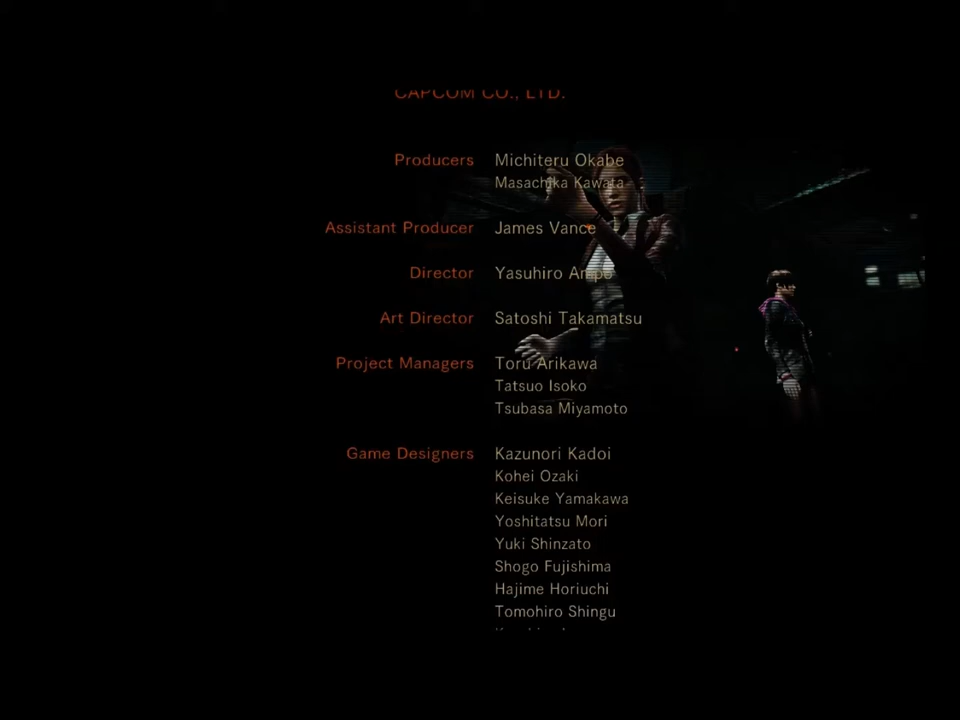 CAPCOM CO., LTD.
Producers Michiteru Okabe
Masachika Kawata
Assistant Producer James Vance
Director Yasuhiro Ampo
Art Director Satoshi Takamatsu
Project Managers Toru Arikawa
Tatsuo Isoko
Tsubasa Miyamoto
Game Designers Kazunori Kadoi
Kohei Ozaki
Keisuke Yamakawa
Yoshitatsu Mori
Yuki Shinzato
Shogo Fujishima
Hajime Horiuchi
Tomohiro Shingu